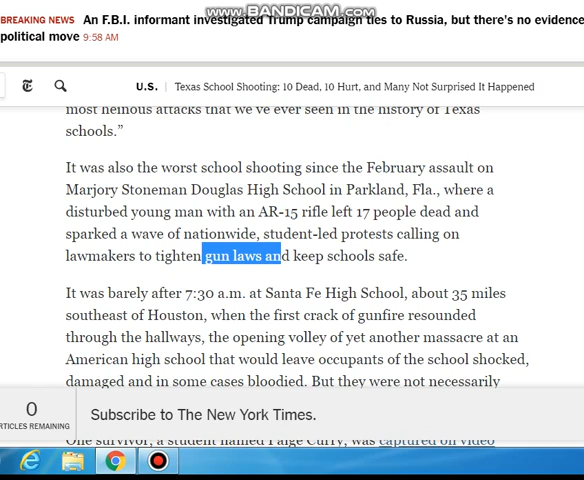 www.BANDICAM.com
BREAKING NEWS An F.B.I. informant investigated Trump campaign ties to Russia, but there's no evidence
political move 9:58 AM
U.S. Texas School Shooting: 10 Dead, 10 Hurt, and Many Not Surprised It Happened
most heinous attacks that we've ever seen in the history of Texas
schools.”
It was also the worst school shooting since the February assault on
Marjory Stoneman Douglas High School in Parkland, Fla., where a
disturbed young man with an AR-15 rifle left 17 people dead and
sparked a wave of nationwide, student-led protests calling on
lawmakers to tighten gun laws and keep schools safe.
It was barely after 7:30 a.m. at Santa Fe High School, about 35 miles
southeast of Houston, when the first crack of gunfire resounded
through the hallways, the opening volley of yet another massacre at an
American high school that would leave occupants of the school shocked,
damaged and in some cases bloodied. But they were not necessarily
0
RTICLES REMAINING
Subscribe to The New York Times.
One survivor, a student named Paige Curry, was captured on video